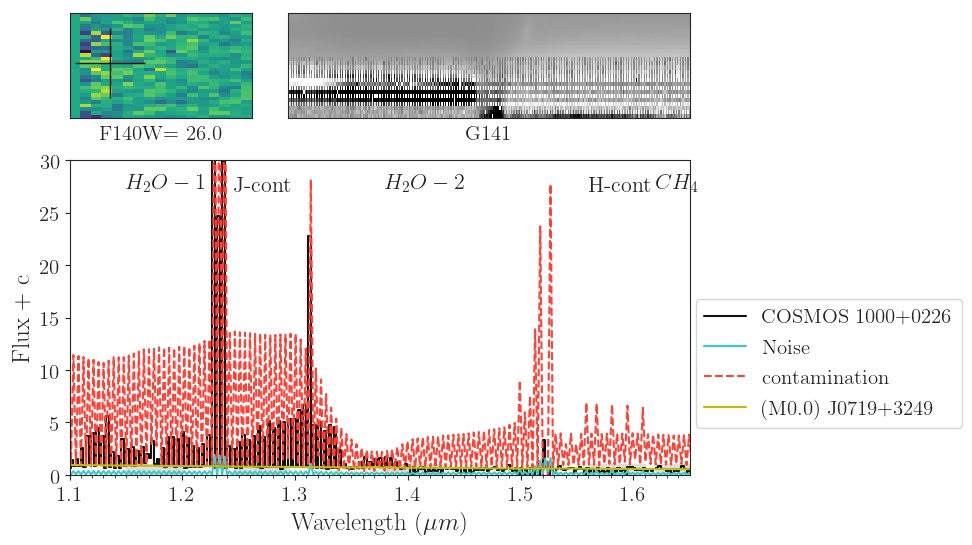 F140W= 26.0
G141
H₂O − 1
J-cont
H₂O − 2
H-cont
CH₄
30
25
20
15
10
5
0
Flux + c
1.1
1.2
1.3
1.4
1.5
1.6
Wavelength (μm)
COSMOS 1000+0226
Noise
contamination
(M0.0) J0719+3249